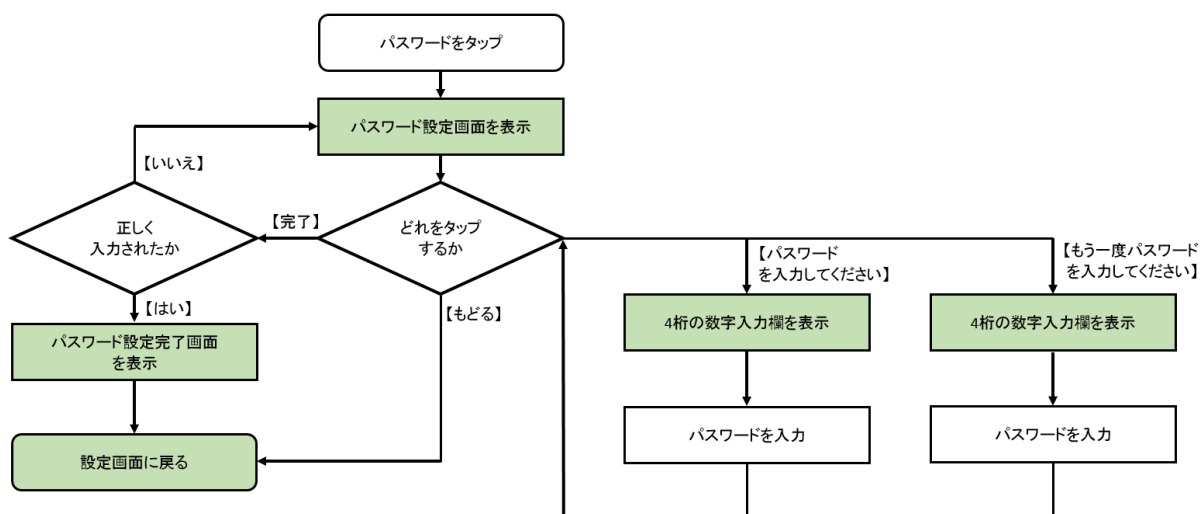 パスワードをタップ
パスワード設定画面を表示
【いいえ】
正しく
入力されたか
【完了】
どれをタップ
するか
【パスワード
を入力してください】
【もう一度パスワード
を入力してください】
【はい】
【もどる】
パスワード設定完了画面
を表示
4桁の数字入力欄を表示
4桁の数字入力欄を表示
パスワードを入力
パスワードを入力
設定画面に戻る